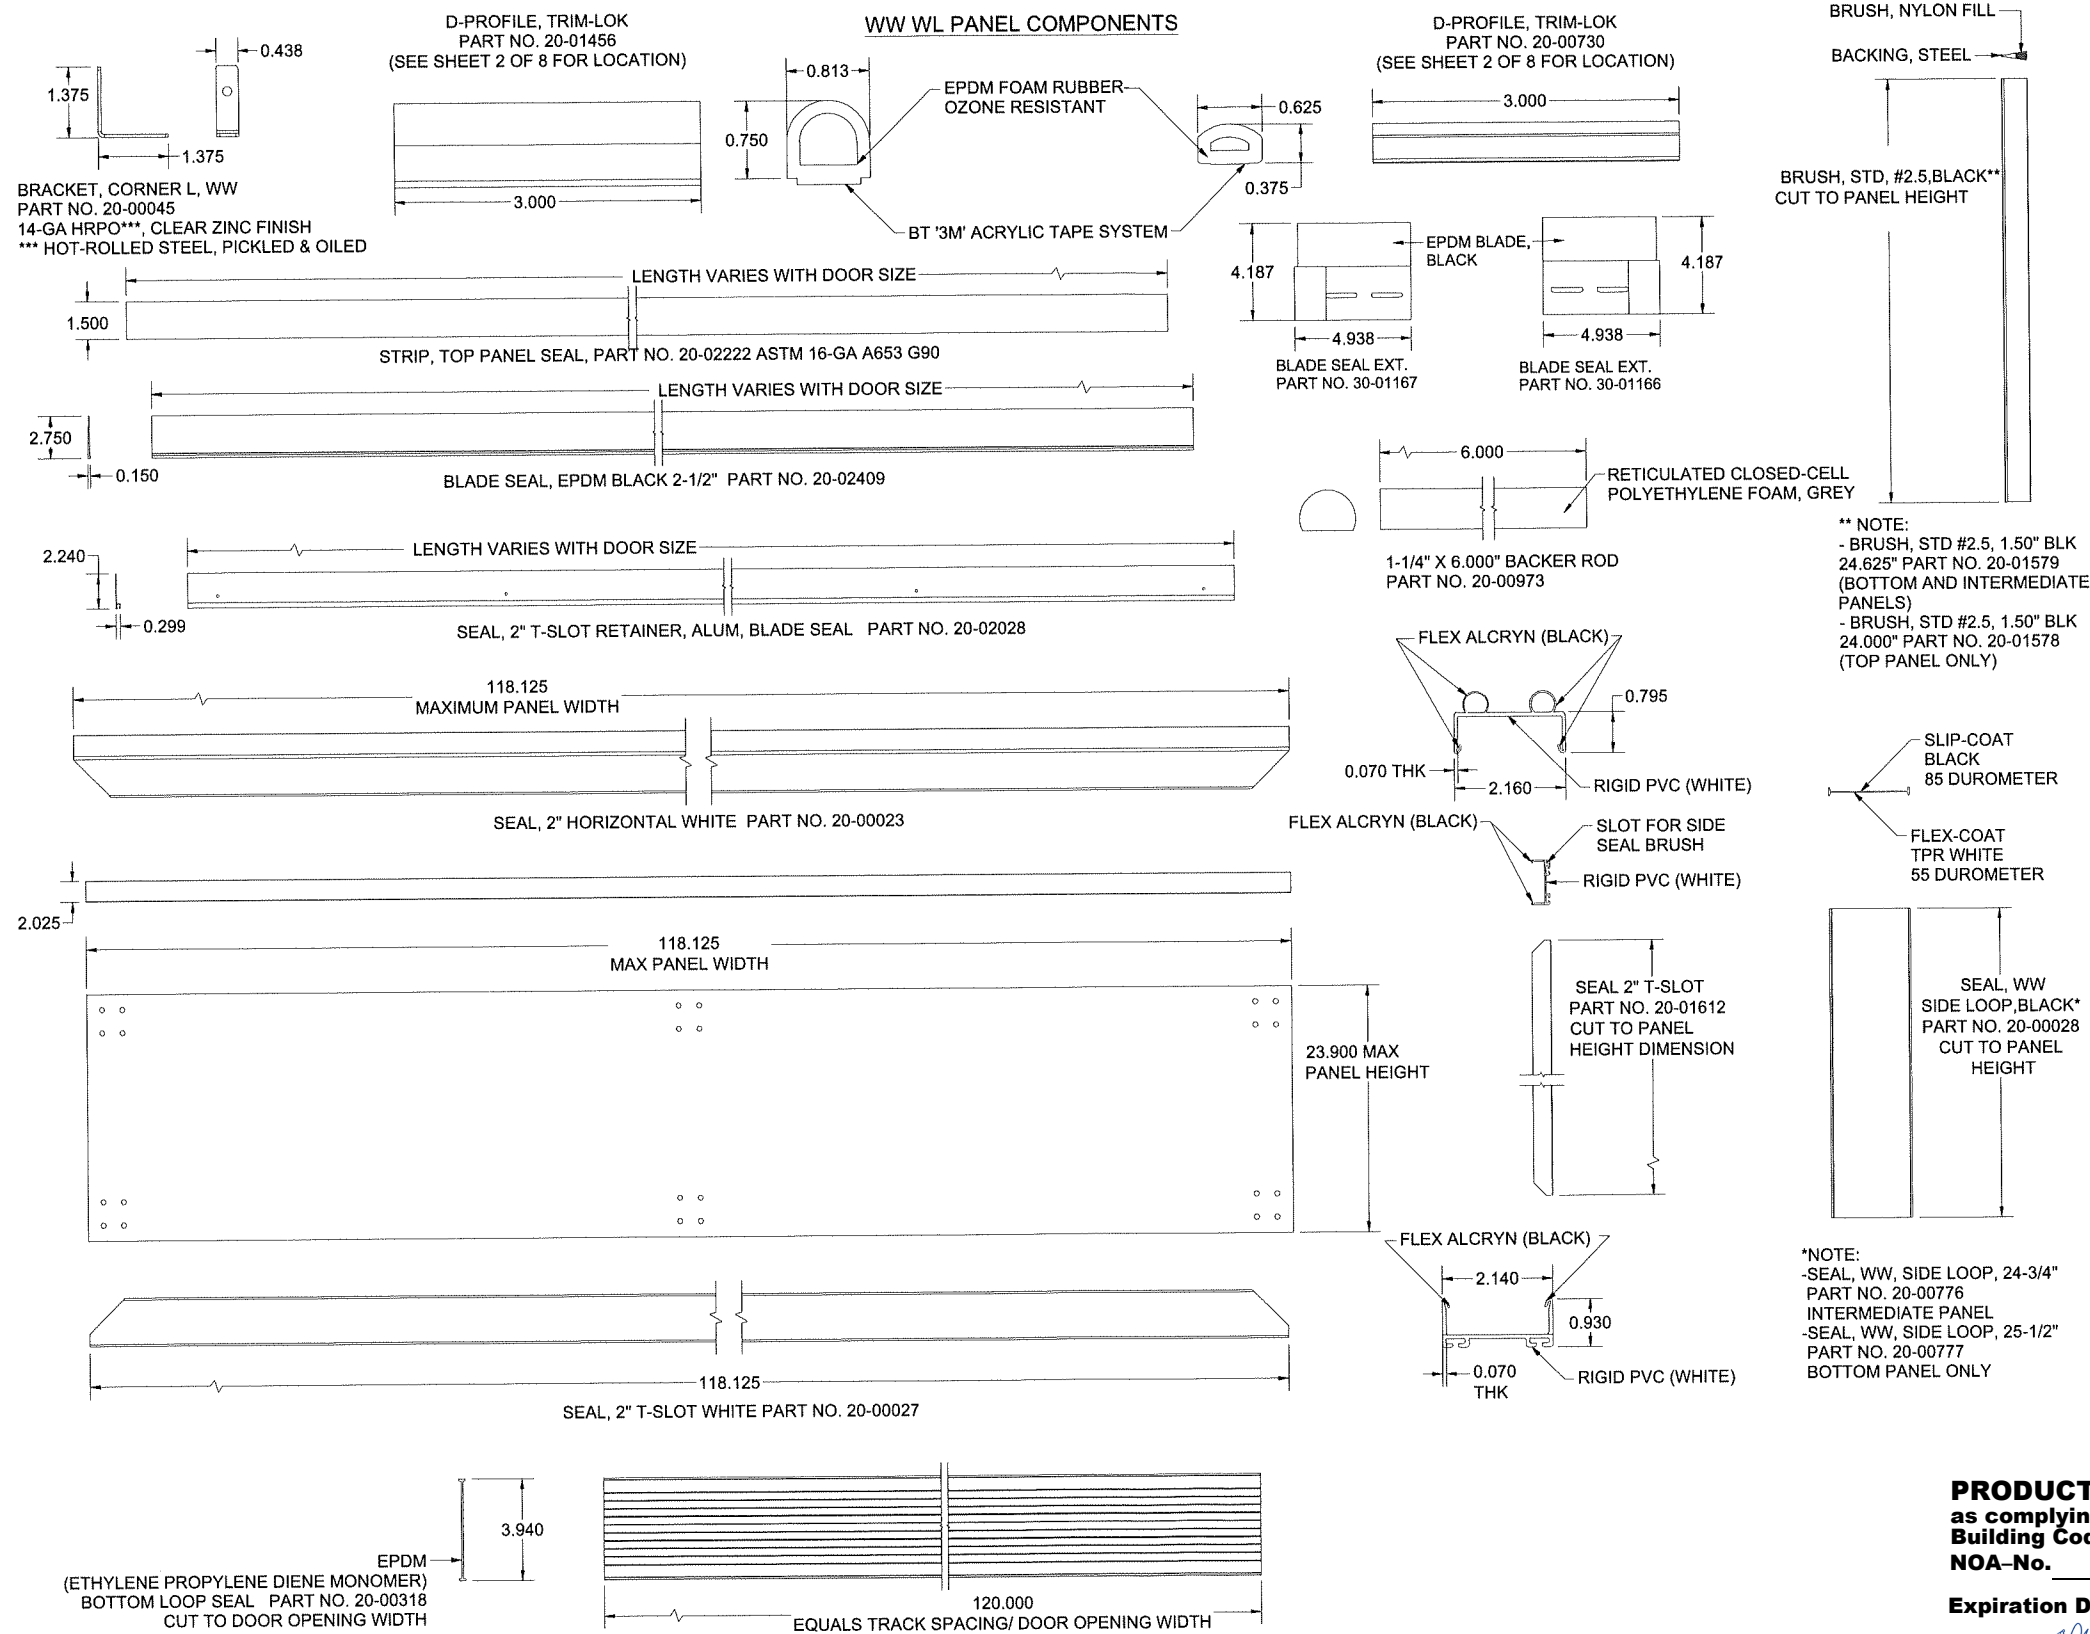 WW WL PANEL COMPONENTS
0.438
1.375
1.375
BRACKET, CORNER L, WW
PART NO. 20-00045
14-GA HRPO***, CLEAR ZINC FINISH
*** HOT-ROLLED STEEL, PICKLED & OILED
D-PROFILE, TRIM-LOK
PART NO. 20-01456
(SEE SHEET 2 OF 8 FOR LOCATION)
3.000
0.813
0.750
EPDM FOAM RUBBER
OZONE RESISTANT
BT '3M' ACRYLIC TAPE SYSTEM
0.625
0.375
D-PROFILE, TRIM-LOK
PART NO. 20-00730
(SEE SHEET 2 OF 8 FOR LOCATION)
3.000
BRUSH, NYLON FILL
BACKING, STEEL
BRUSH, STD, #2.5,BLACK**
CUT TO PANEL HEIGHT
LENGTH VARIES WITH DOOR SIZE
1.500
STRIP, TOP PANEL SEAL, PART NO. 20-02222 ASTM 16-GA A653 G90
4.187
EPDM BLADE,
BLACK
4.187
4.938
4.938
BLADE SEAL EXT.
PART NO. 30-01167
BLADE SEAL EXT.
PART NO. 30-01166
LENGTH VARIES WITH DOOR SIZE
2.750
0.150
BLADE SEAL, EPDM BLACK 2-1/2" PART NO. 20-02409
6.000
RETICULATED CLOSED-CELL
POLYETHYLENE FOAM, GREY
1-1/4" X 6.000" BACKER ROD
PART NO. 20-00973
** NOTE:
- BRUSH, STD #2.5, 1.50" BLK
24.625" PART NO. 20-01579
(BOTTOM AND INTERMEDIATE
PANELS)
- BRUSH, STD #2.5, 1.50" BLK
24.000" PART NO. 20-01578
(TOP PANEL ONLY)
LENGTH VARIES WITH DOOR SIZE
2.240
0.299
SEAL, 2" T-SLOT RETAINER, ALUM, BLADE SEAL PART NO. 20-02028
118.125
MAXIMUM PANEL WIDTH
SEAL, 2" HORIZONTAL WHITE PART NO. 20-00023
FLEX ALCRYN (BLACK)
0.795
0.070 THK
2.160
RIGID PVC (WHITE)
FLEX ALCRYN (BLACK)
SLOT FOR SIDE
SEAL BRUSH
RIGID PVC (WHITE)
SLIP-COAT
BLACK
85 DUROMETER
FLEX-COAT
TPR WHITE
55 DUROMETER
2.025
118.125
MAX PANEL WIDTH
23.900 MAX
PANEL HEIGHT
SEAL 2" T-SLOT
PART NO. 20-01612
CUT TO PANEL
HEIGHT DIMENSION
SEAL, WW
SIDE LOOP,BLACK*
PART NO. 20-00028
CUT TO PANEL
HEIGHT
FLEX ALCRYN (BLACK)
2.140
0.930
0.070
THK
RIGID PVC (WHITE)
*NOTE:
-SEAL, WW, SIDE LOOP, 24-3/4"
PART NO. 20-00776
INTERMEDIATE PANEL
-SEAL, WW, SIDE LOOP, 25-1/2"
PART NO. 20-00777
BOTTOM PANEL ONLY
118.125
SEAL, 2" T-SLOT WHITE PART NO. 20-00027
3.940
EPDM
(ETHYLENE PROPYLENE DIENE MONOMER)
BOTTOM LOOP SEAL PART NO. 20-00318
CUT TO DOOR OPENING WIDTH
120.000
EQUALS TRACK SPACING/ DOOR OPENING WIDTH
PRODUCT
as complyin
Building Cod
NOA–No.
Expiration D